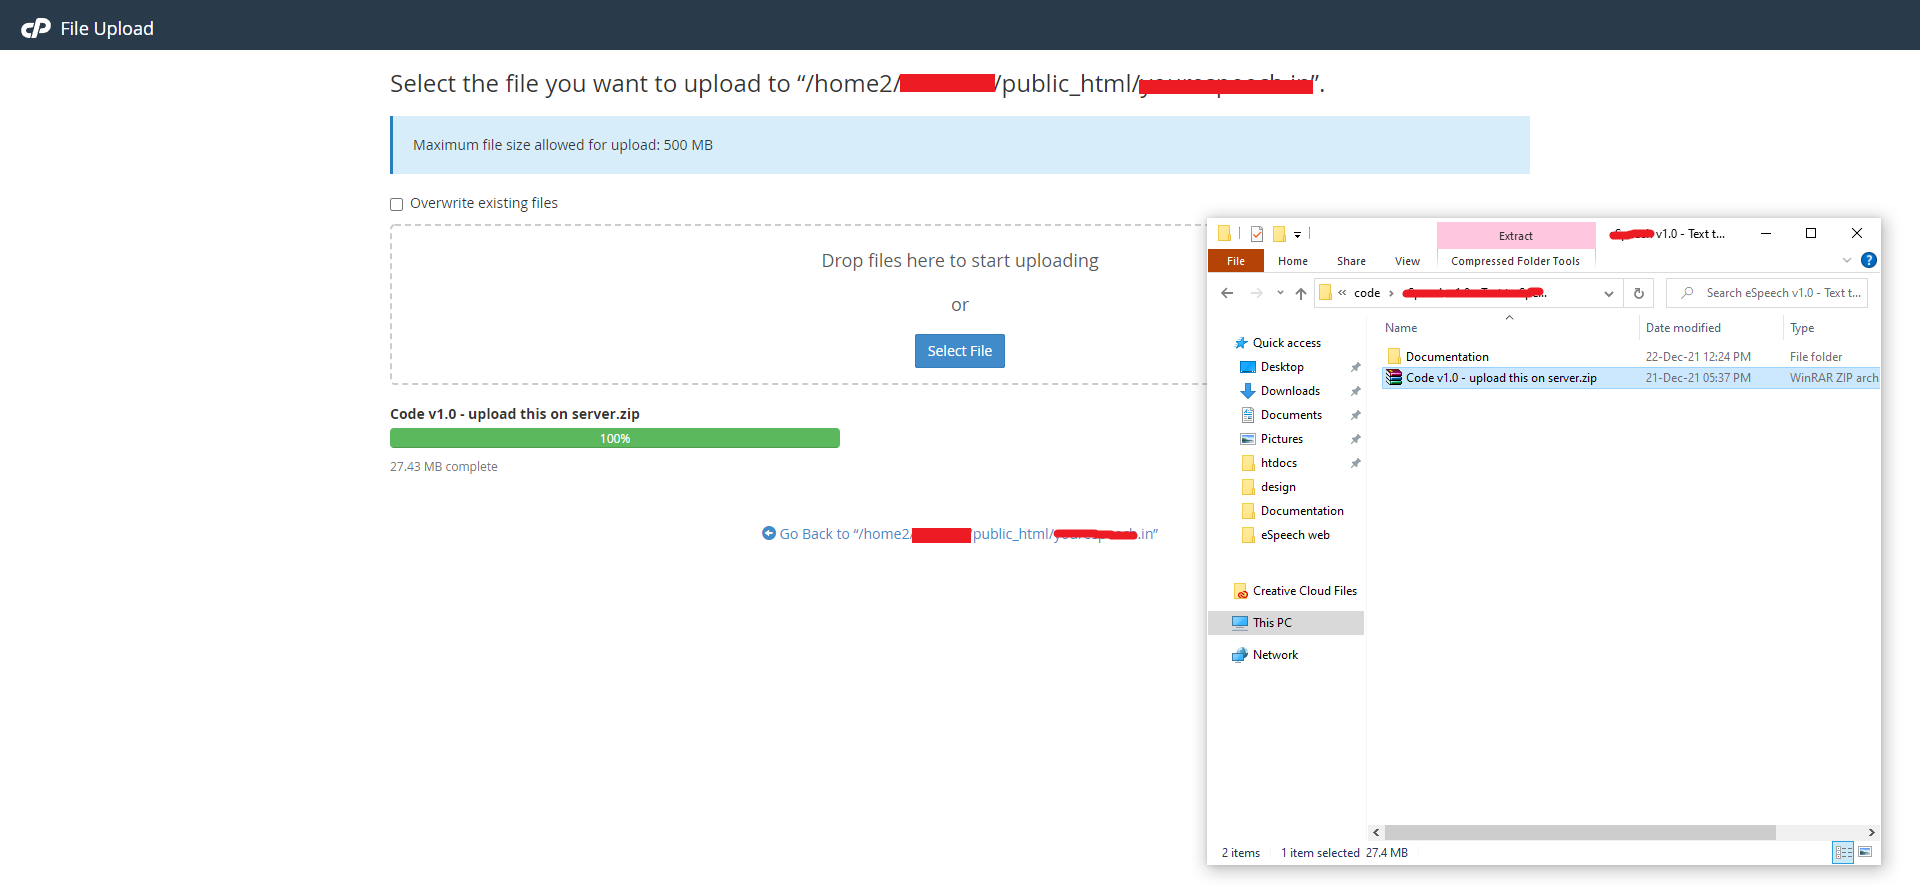 cP File Upload
Select the file you want to upload to “/home2/ /public_html/ ”.
Maximum file size allowed for upload: 500 MB
Overwrite existing files
Drop files here to start uploading
or
Select File
Code v1.0 - upload this on server.zip
100%
27.43 MB complete
Go Back to “/home2/ public_html/ .in”
Extract
v1.0 - Text t...
File
Home
Share
View
Compressed Folder Tools
?
« code ›
Search eSpeech v1.0 - Text t...
Name
Date modified
Type
Quick access
Desktop
Downloads
Documents
Pictures
htdocs
design
Documentation
eSpeech web
Creative Cloud Files
This PC
Network
Documentation 22-Dec-21 12:24 PM File folder
Code v1.0 - upload this on server.zip 21-Dec-21 05:37 PM WinRAR ZIP arch
2 items
1 item selected 27.4 MB